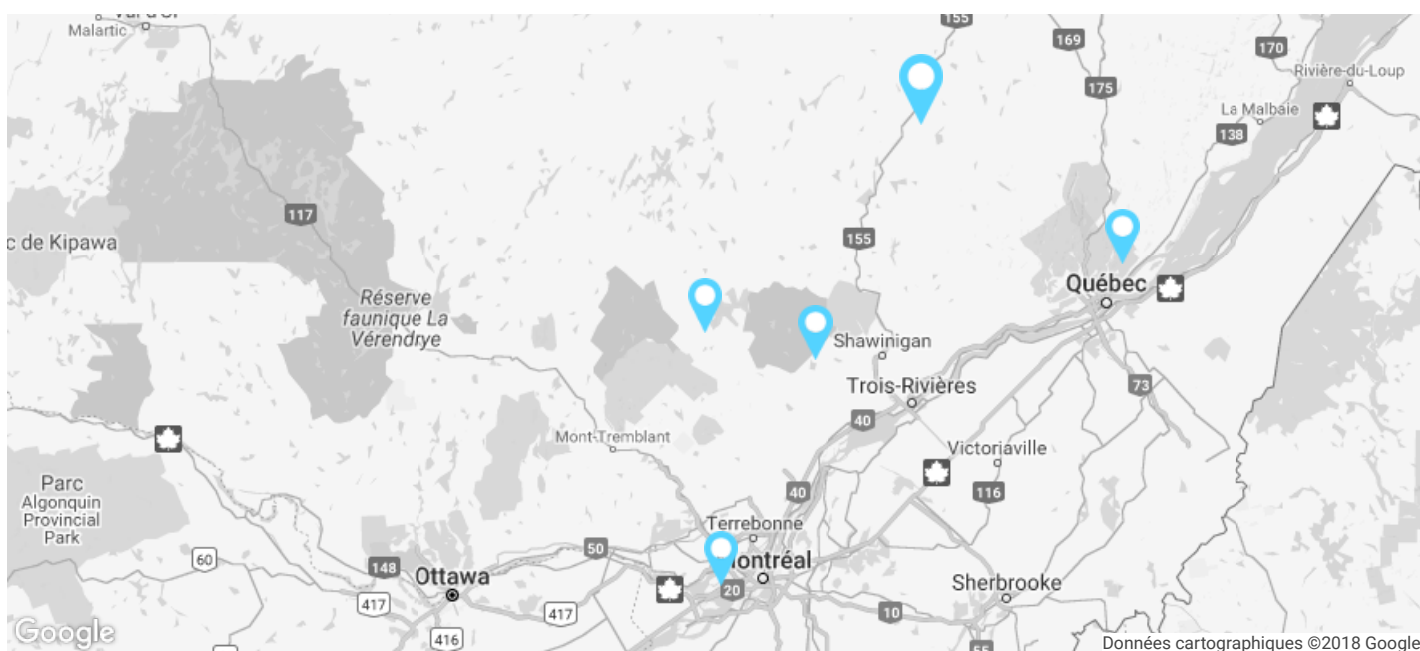 Malartic
155
169
170
Rivière-du-Loup
175
La Malbaie
138
117
155
c de Kipawa
Québec
Réserve
faunique La
Vérendrye
Shawinigan
Trois-Rivières
73
40
Mont-Tremblant
Victoriaville
Parc
Algonquin
Provincial
Park
40
116
Terrebonne
50
60
148
Ottawa
ontréal
20
Sherbrooke
417
417
10
416
55
Google
Données cartographiques ©2018 Google